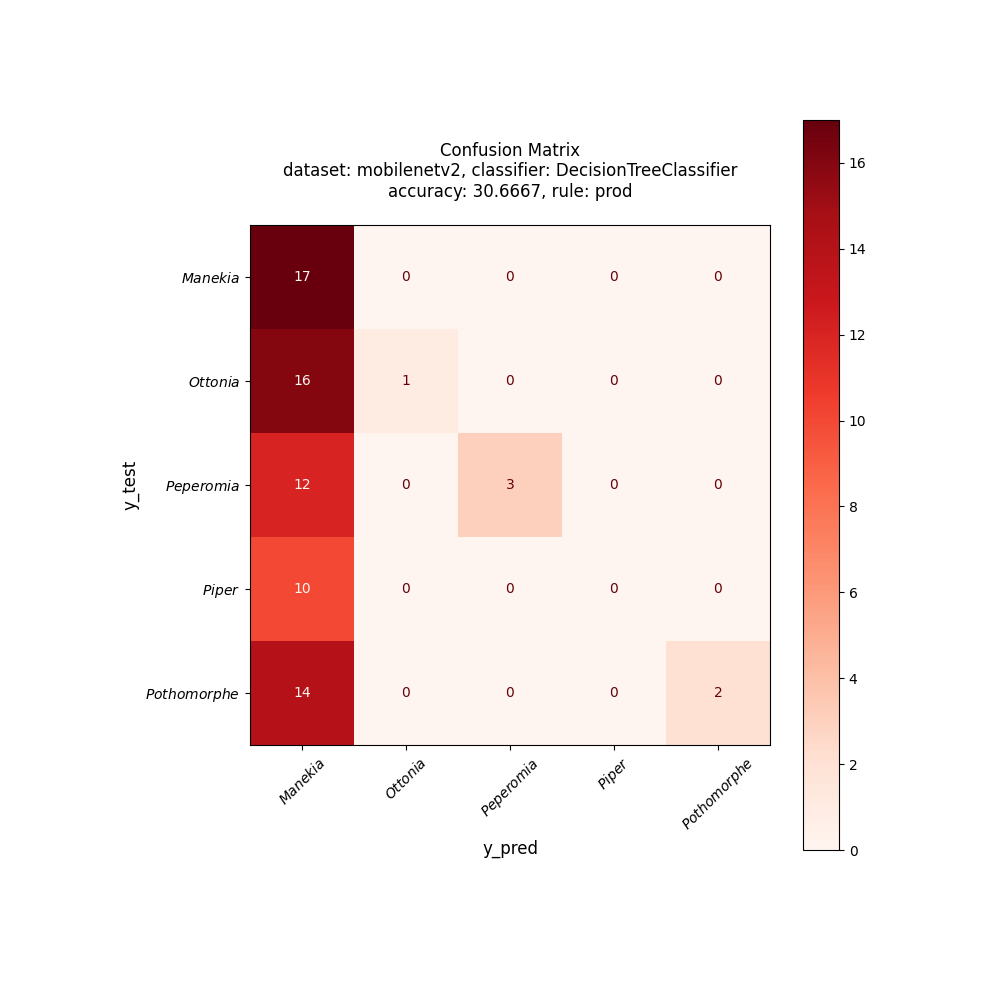 Confusion Matrix
dataset: mobilenetv2, classifier: DecisionTreeClassifier
accuracy: 30.6667, rule: prod
y_test
Manekia 17 0 0 0 0
Ottonia 16 1 0 0 0
Peperomia 12 0 3 0 0
Piper 10 0 0 0 0
Pothomorphe 14 0 0 0 2
Manekia Ottonia Peperomia Piper Pothomorphe
y_pred
16
14
12
10
8
6
4
2
0